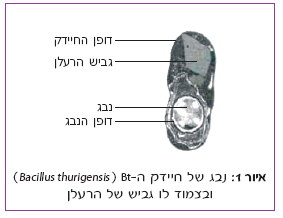 דופן החיידק
גביש הרעלן
נבג
דופן הנבג
איור 1: נבג של חיידק ה-Bt (Bacillus thurigensis)
ובצמוד לו גביש של הרעלן